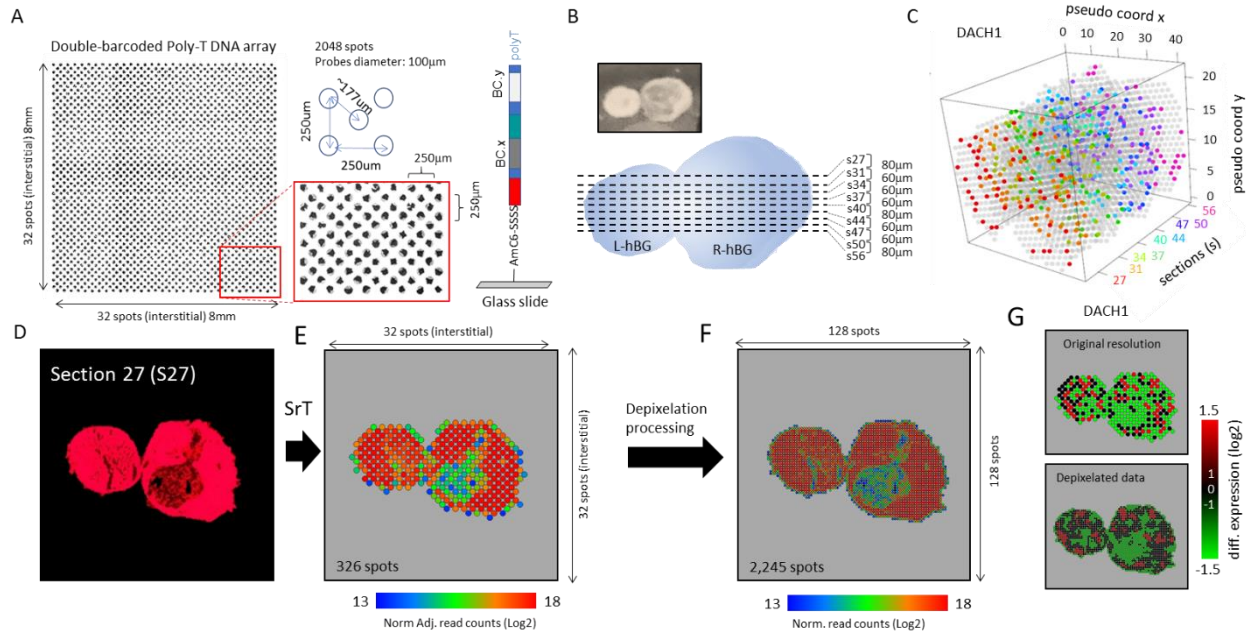 A
Double-barcoded Poly-T DNA array
32 spots (interstitial) 8mm
32 spots (interstitial) 8mm
2048 spots
Probes diameter: 100μm
~177um
250um
250um
250μm
250μm
polyT
BC.y
BC.x
AmC6-SSSS
Glass slide
B
L-hBG
R-hBG
s27
s31
s34
s37
s40
s44
s47
s50
s56
80μm
60μm
60μm
60μm
80μm
60μm
60μm
80μm
C
DACH1
pseudo coord x
0 10 20 30 40
pseudo coord y
20
15
10
5
0
56
50
47
44
40
37
34
31
27
sections (s)
D
Section 27 (S27)
SrT
E
32 spots (interstitial)
32 spots (interstitial)
326 spots
13 18
Norm Adj. read counts (Log2)
Depixelation
processing
F
128 spots
128 spots
2,245 spots
13 18
Norm. read counts (Log2)
G
DACH1
Original resolution
Depixelated data
1.5
1
0
-1
-1.5
diff. expression (log2)